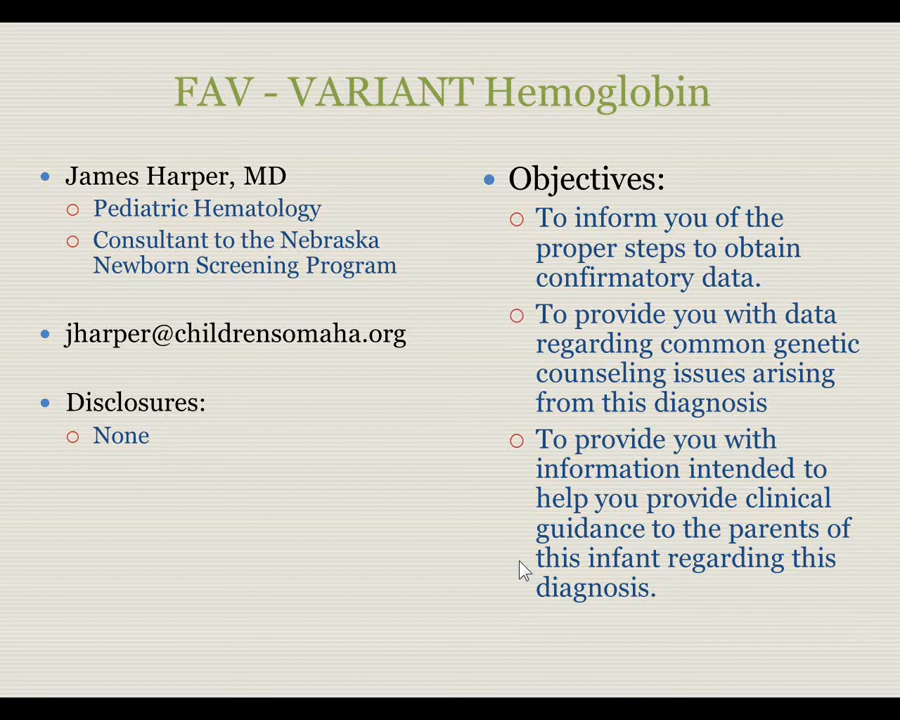 FAV - VARIANT Hemoglobin
James Harper, MD
Pediatric Hematology
Consultant to the Nebraska
Newborn Screening Program
jharper@childrensomaha.org
Disclosures:
None
Objectives:
To inform you of the
proper steps to obtain
confirmatory data.
To provide you with data
regarding common genetic
counseling issues arising
from this diagnosis
To provide you with
information intended to
help you provide clinical
guidance to the parents of
this infant regarding this
diagnosis.